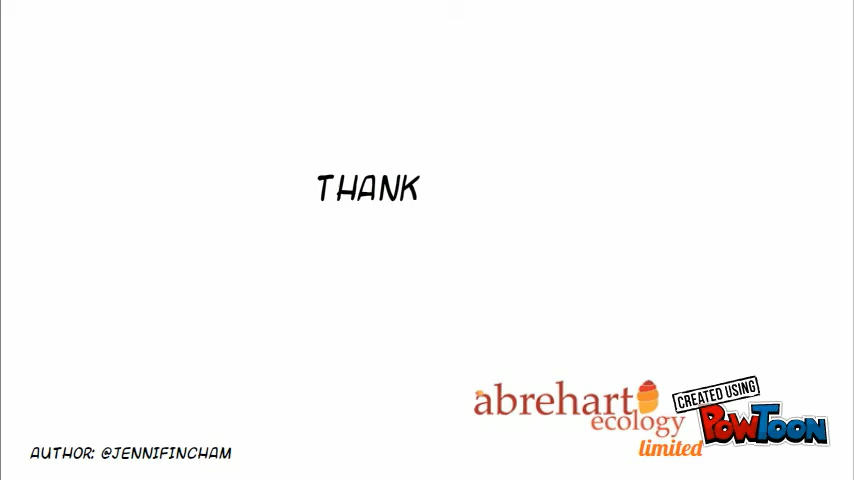 THANK
abrehart
ecology
limited
CREATED USING
POWTOON
AUTHOR: @JENNIFINCHAM